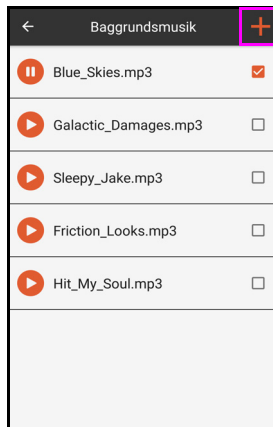 Baggrundsmusik
Blue_Skies.mp3
Galactic_Damages.mp3
Sleepy_Jake.mp3
Friction_Looks.mp3
Hit_My_Soul.mp3